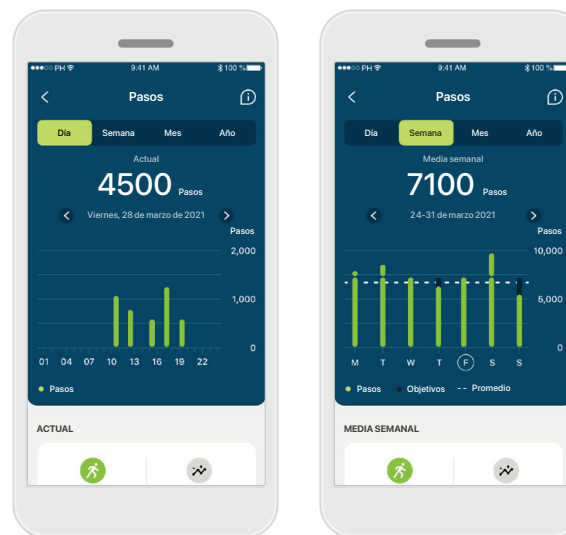 PH 9:41 AM 100 %
Pasos
Día Semana Mes Año
Actual
4500 Pasos
Viernes, 28 de marzo de 2021
Pasos
2,000
1,000
0
01 04 07 10 13 16 19 22
Pasos
ACTUAL
PH 9:41 AM 100 %
Pasos
Día Semana Mes Año
Media semanal
7100 Pasos
24-31 de marzo 2021
Pasos
10,000
5,000
0
M T W T F S S
Pasos Objetivos -- Promedio
MEDIA SEMANAL